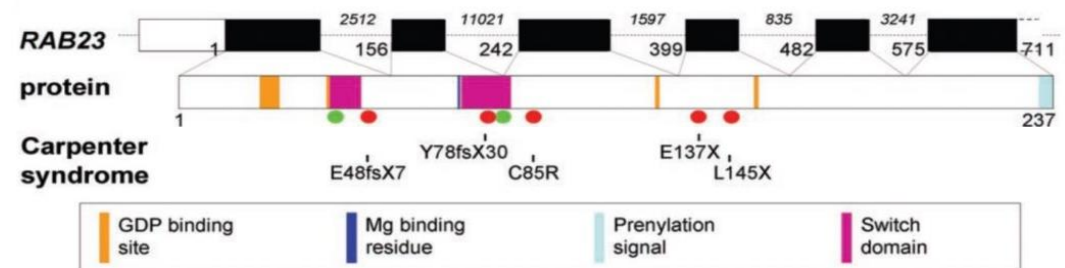 2512 11021 1597 835 3241
RAB23
1 156 242 399 482 575 711
protein
1 237
Carpenter
syndrome
Y78fsX30 E137X
E48fsX7 C85R L145X
GDP binding
site
Mg binding
residue
Prenylation
signal
Switch
domain